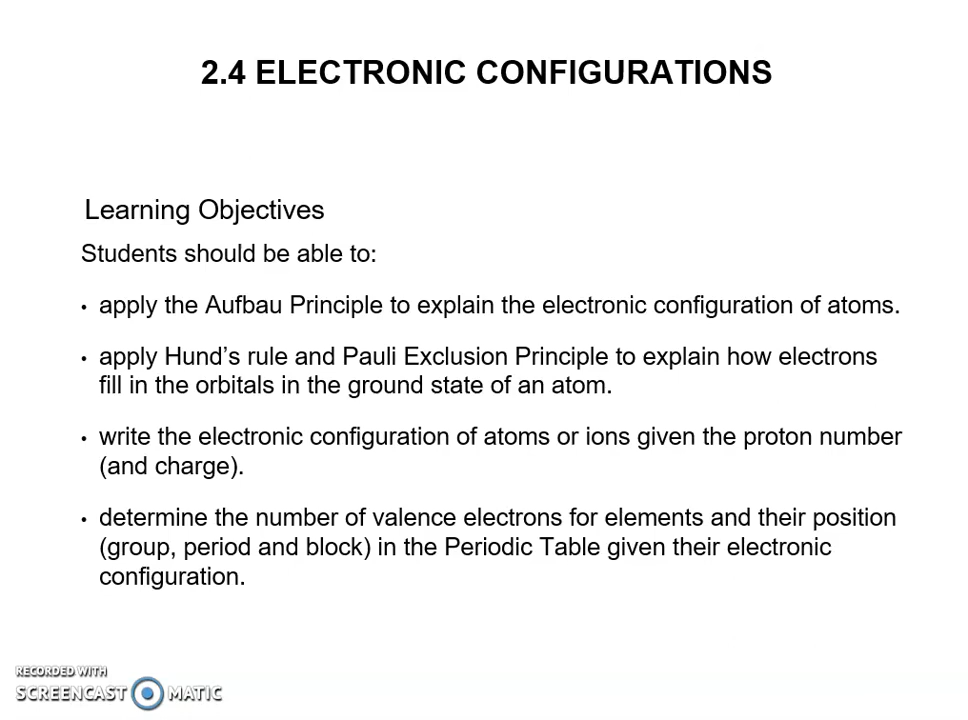 2.4 ELECTRONIC CONFIGURATIONS
Learning Objectives
Students should be able to:
• apply the Aufbau Principle to explain the electronic configuration of atoms.
• apply Hund’s rule and Pauli Exclusion Principle to explain how electrons
fill in the orbitals in the ground state of an atom.
• write the electronic configuration of atoms or ions given the proton number
(and charge).
• determine the number of valence electrons for elements and their position
(group, period and block) in the Periodic Table given their electronic
configuration.
RECORDED WITH
SCREENCAST MATIC